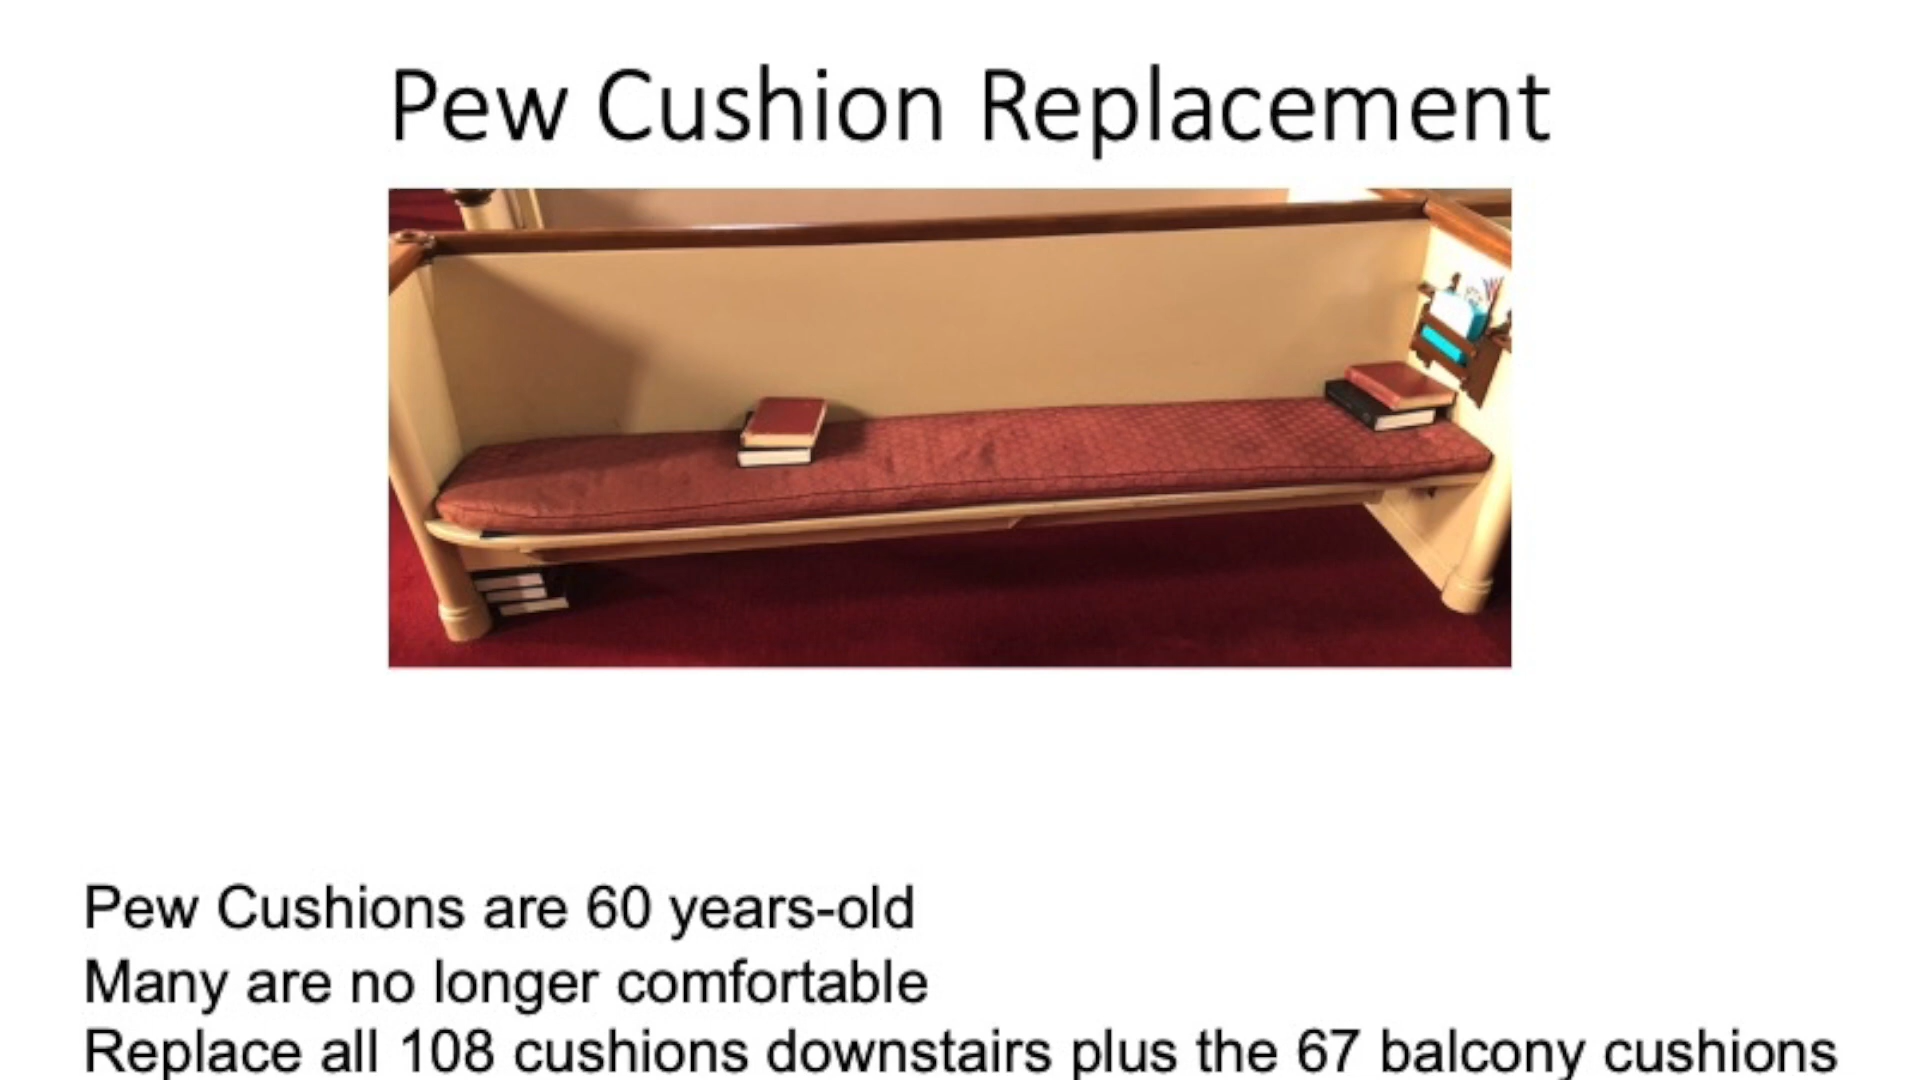 Pew Cushion Replacement
Pew Cushions are 60 years-old
Many are no longer comfortable
Replace all 108 cushions downstairs plus the 67 balcony cushions